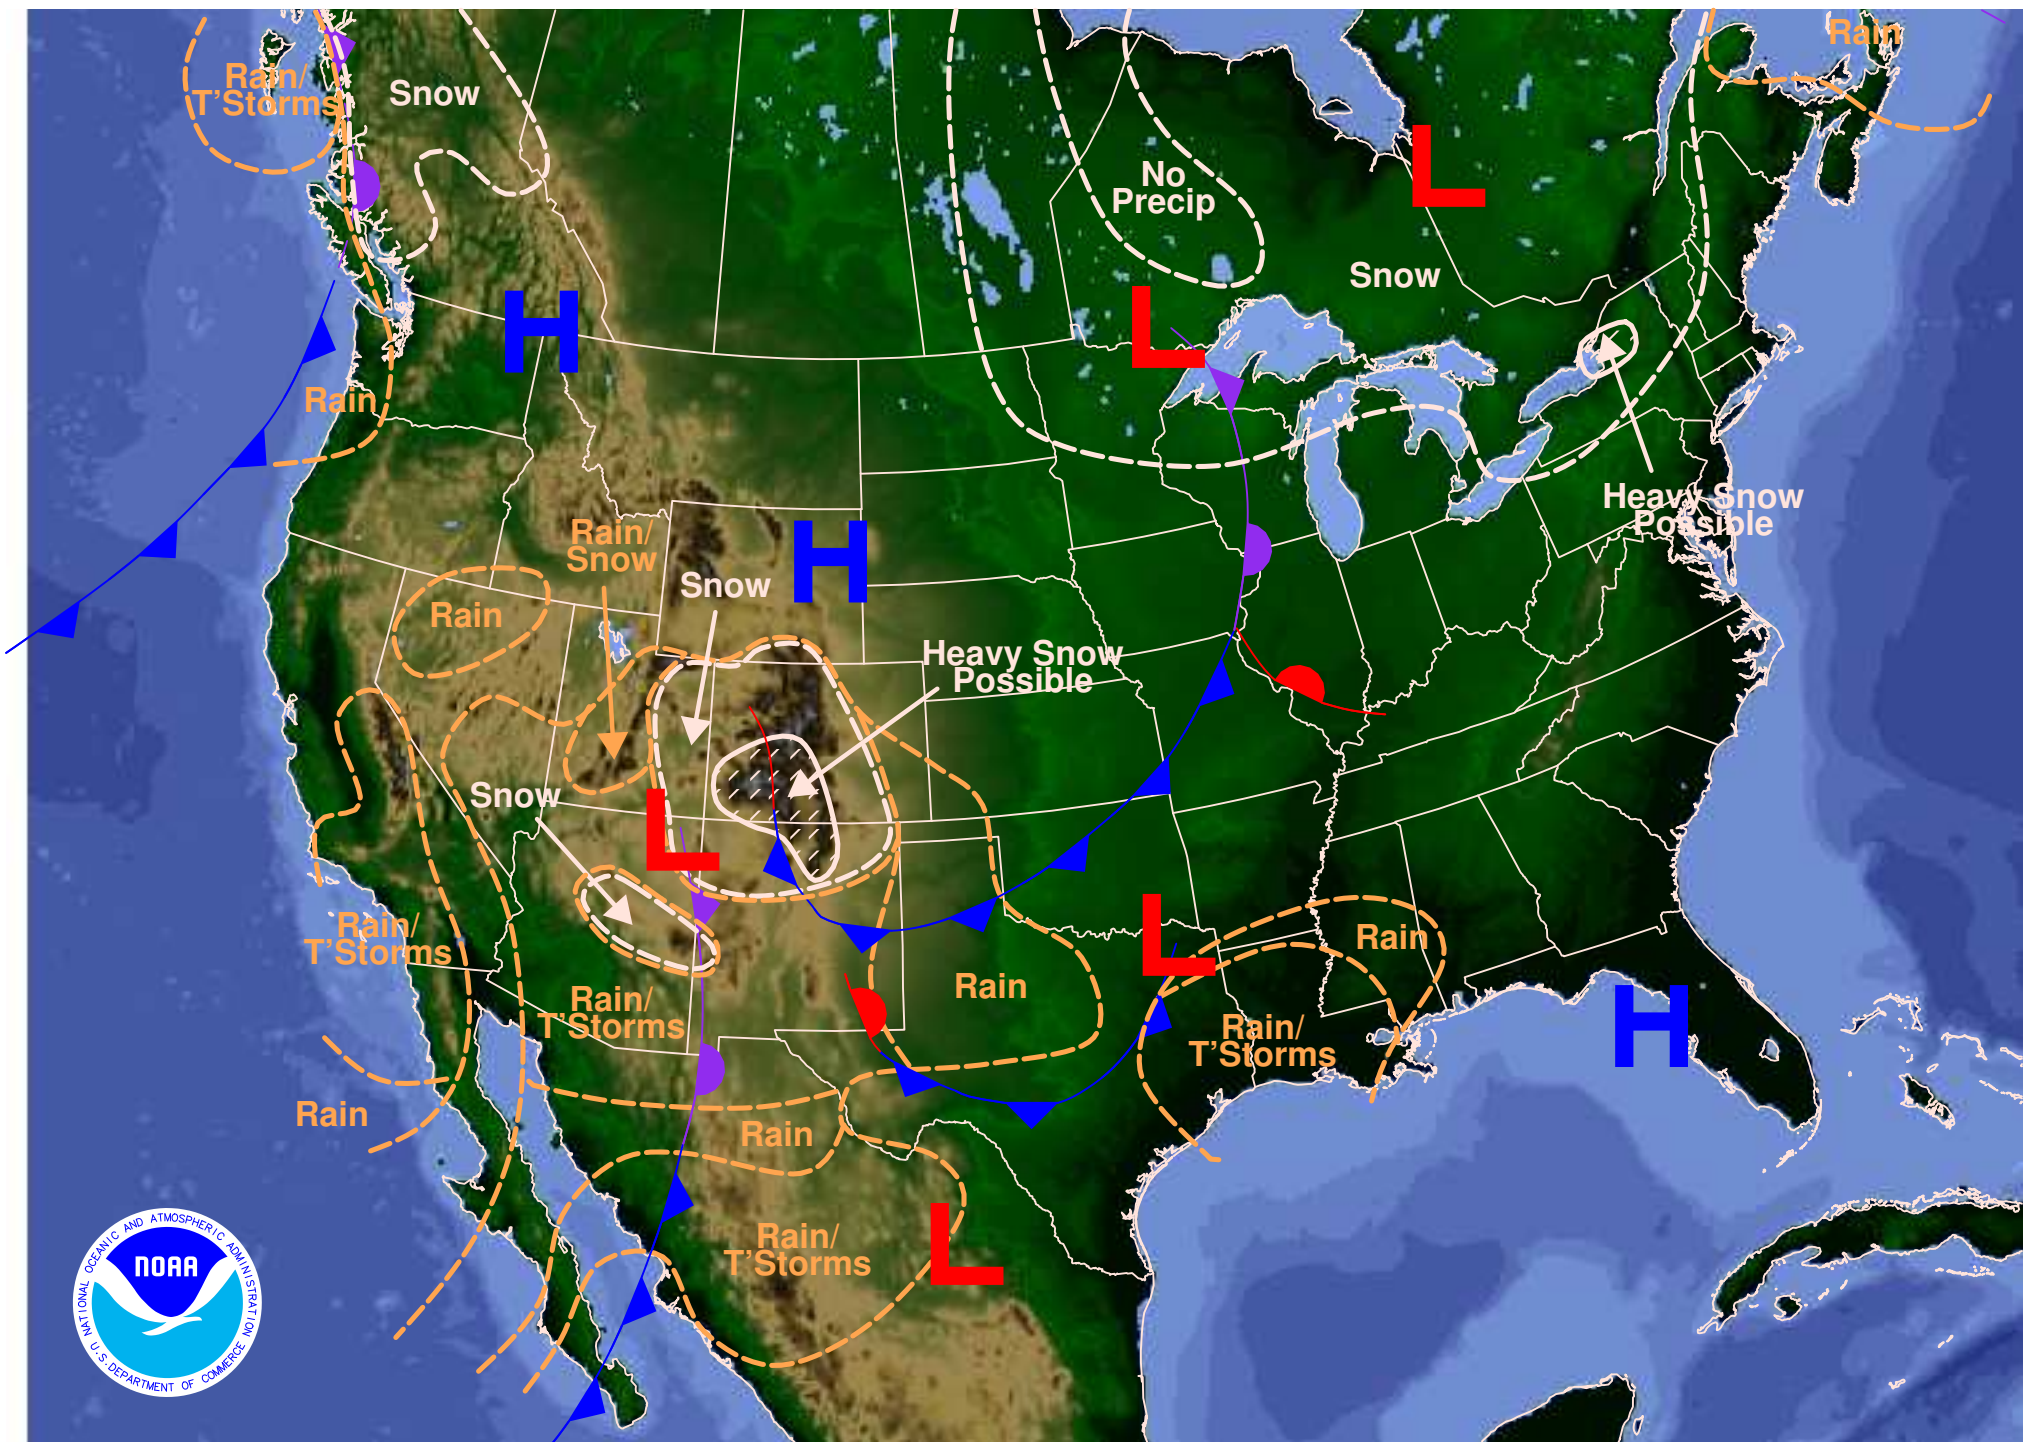 Rain
Rain/
T'Storms
Snow
No
Precip
L
Snow
H
L
Rain
Heavy Snow
Possible
Rain/
Snow
H
Snow
Rain
Heavy Snow
Possible
Snow
L
Rain/
T'Storms
L
Rain
Rain
Rain/
T'Storms
Rain/
T'Storms
H
Rain
Rain
Rain/
T'Storms
L
NATIONAL OCEANIC AND ATMOSPHERIC ADMINISTRATION
NOAA
U.S. DEPARTMENT OF COMMERCE